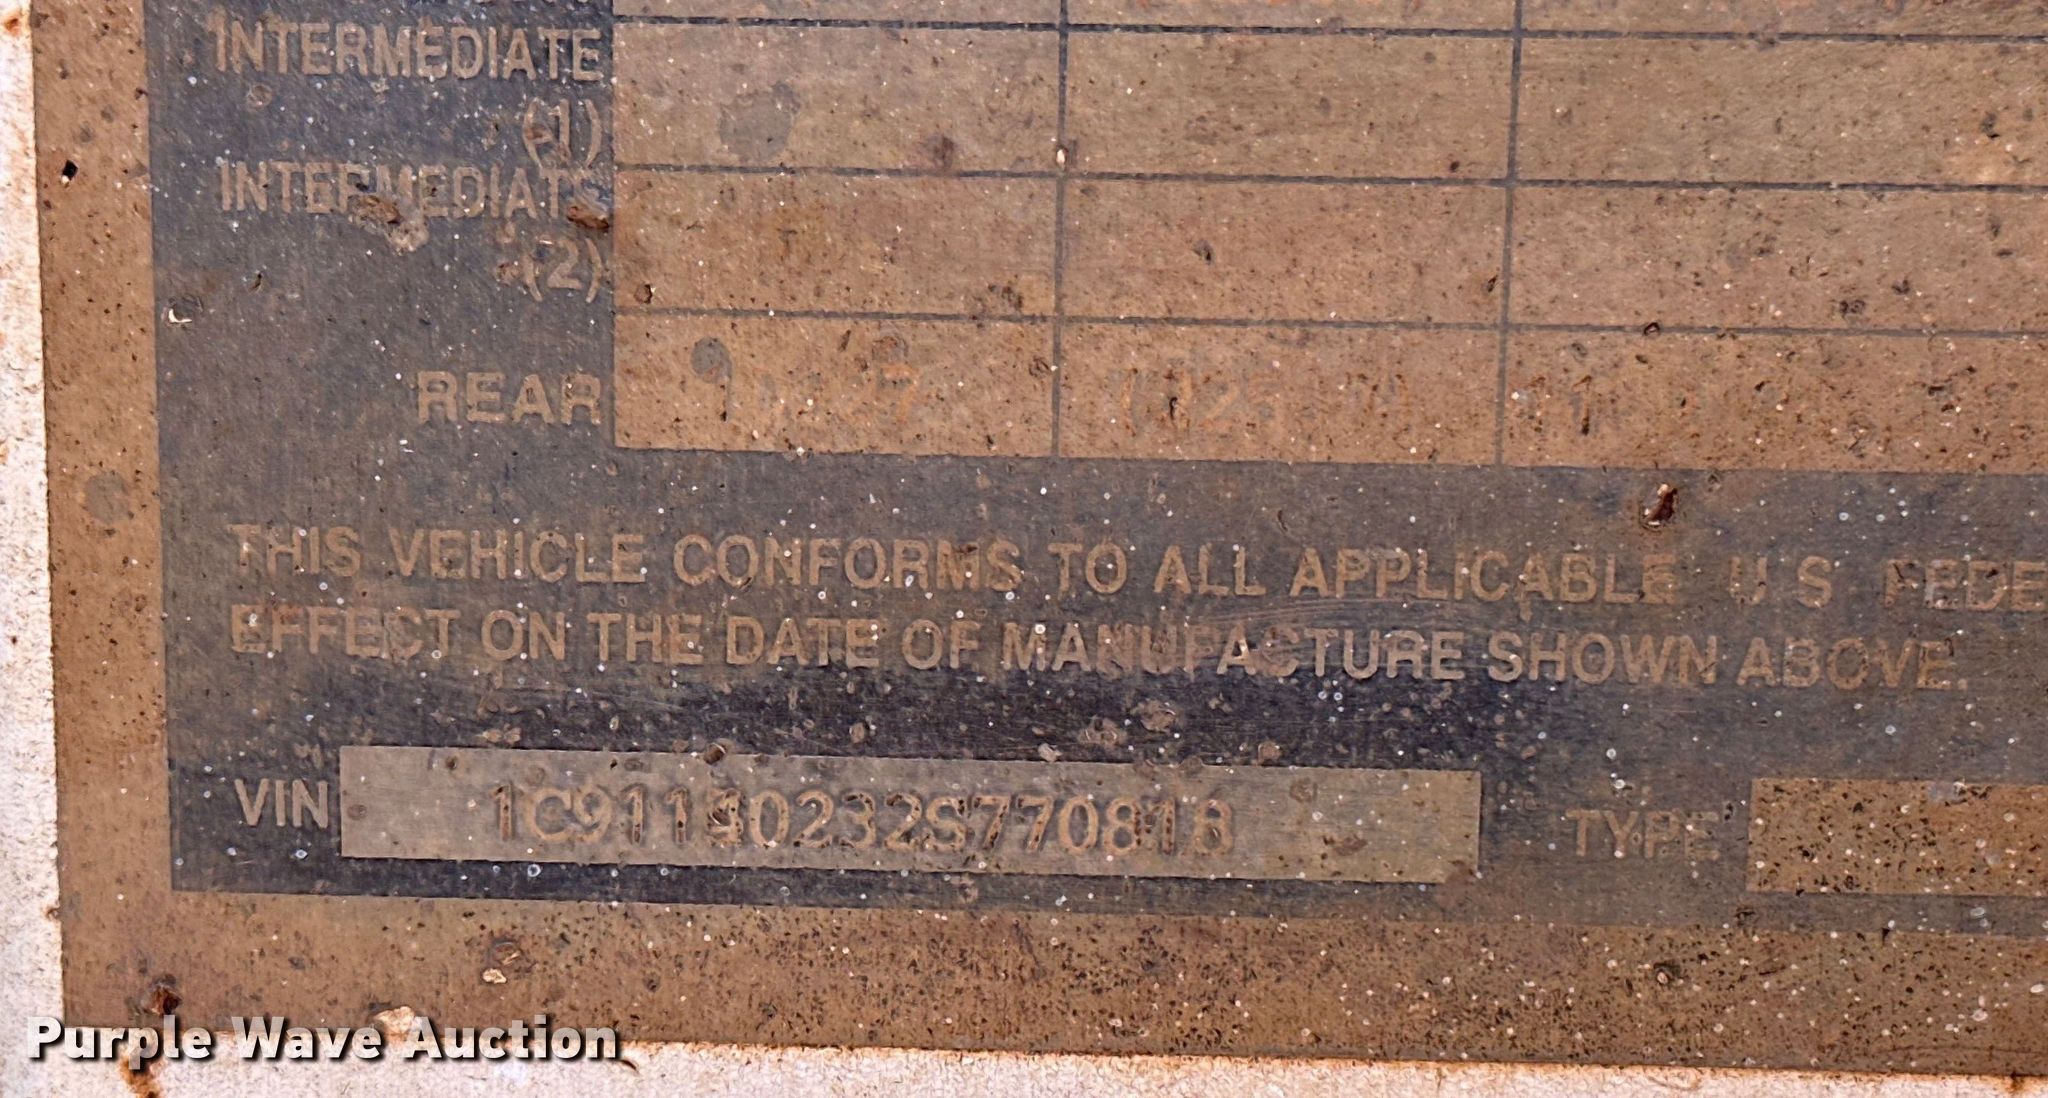 INTERMEDIATE
(1)
INTERMEDIATE
(2)
REAR
THIS VEHICLE CONFORMS TO ALL APPLICABLE U S FEDE
EFFECT ON THE DATE OF MANUFACTURE SHOWN ABOVE.
VIN 1C9111S0232S770818 TYPE
Purple Wave Auction